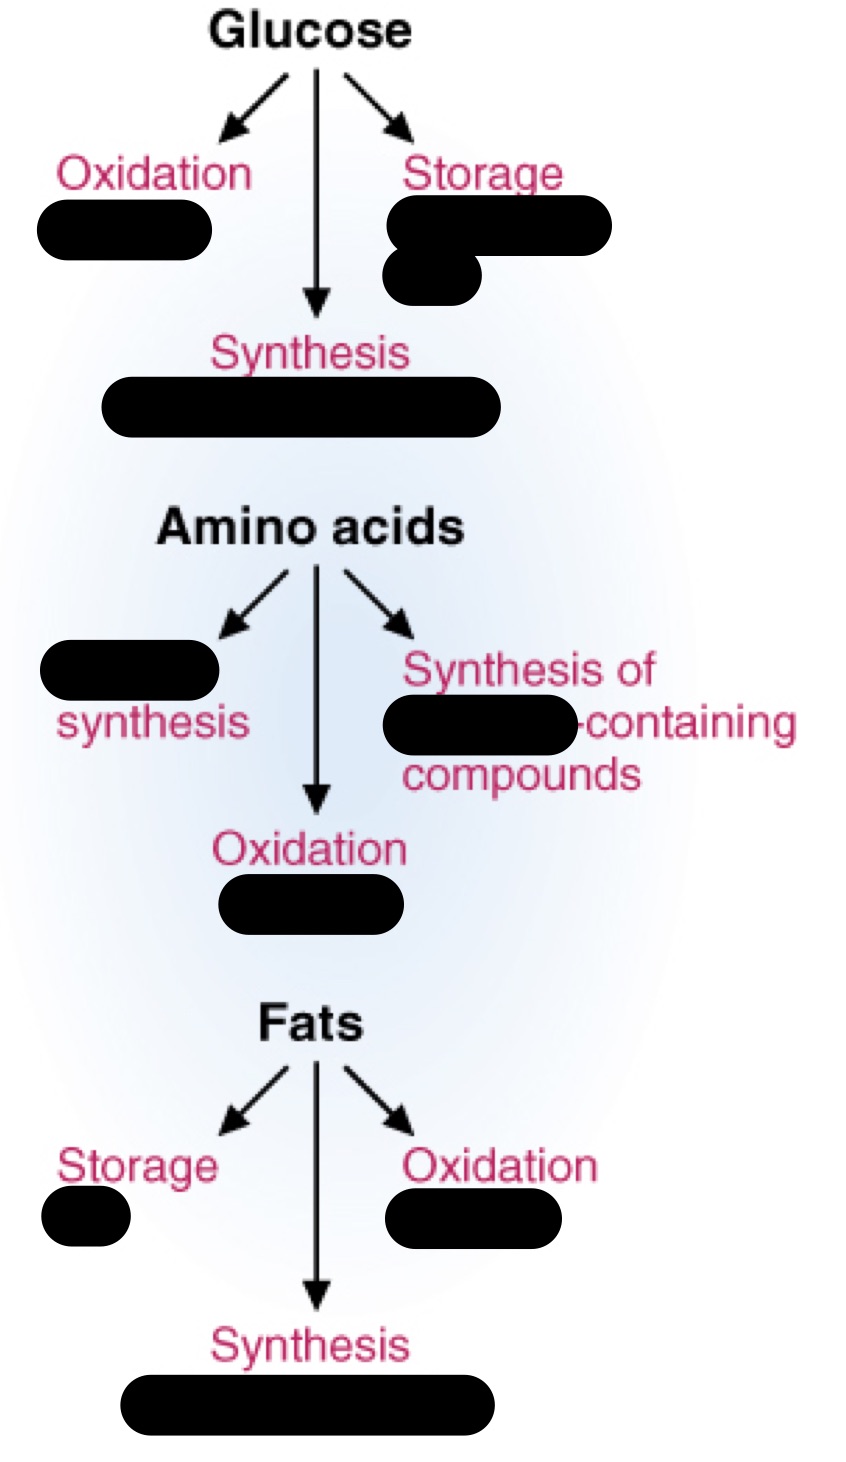 Glucose
Oxidation
Storage
Synthesis
Amino acids
synthesis
Synthesis of
-containing
compounds
Oxidation
Fats
Storage
Oxidation
Synthesis